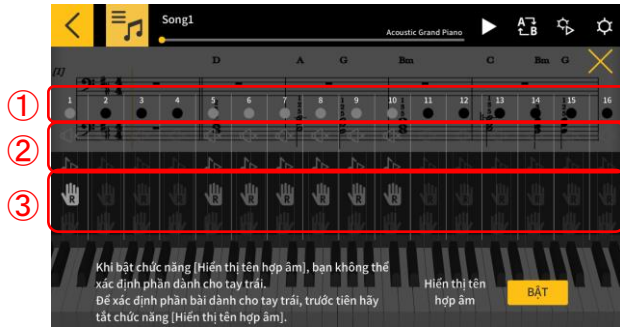 Song1
Acoustic Grand Piano
A B
D A G Bm C Bm G
[1]
① 1 2 3 4 5 6 7 8 9 10 11 12 13 14 15 16
②
③ R R R R R R R
Khi bật chức năng [Hiển thị tên hợp âm], bạn không thể
xác định phần dành cho tay trái.
Để xác định phần bài dành cho tay trái, trước tiên hãy
tắt chức năng [Hiển thị tên hợp âm].
Hiển thị tên
hợp âm
BẬT